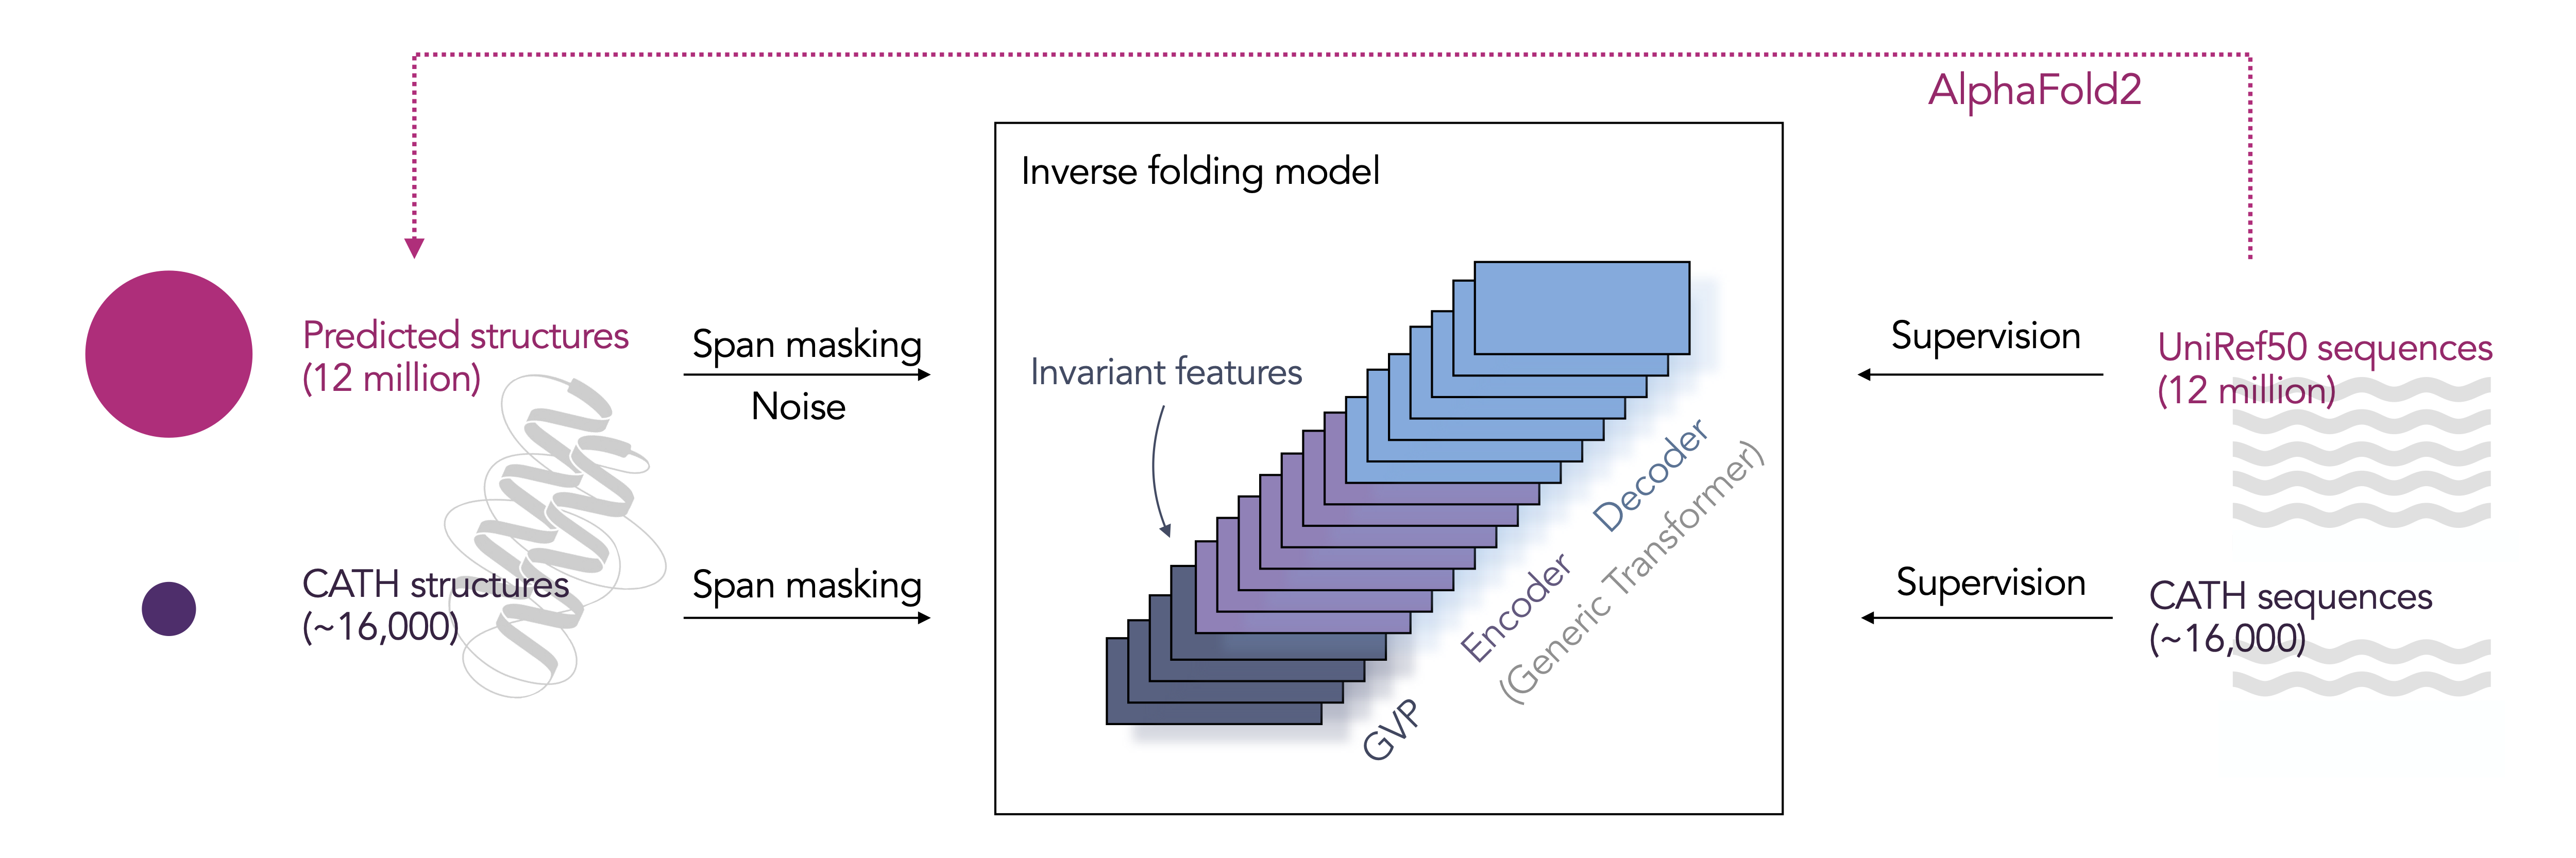 AlphaFold2
Inverse folding model
Predicted structures
(12 million)
Span masking
Noise
Invariant features
Supervision
UniRef50 sequences
(12 million)
CATH structures
(~16,000)
Span masking
Decoder
Encoder
(Generic Transformer)
GVP
Supervision
CATH sequences
(~16,000)